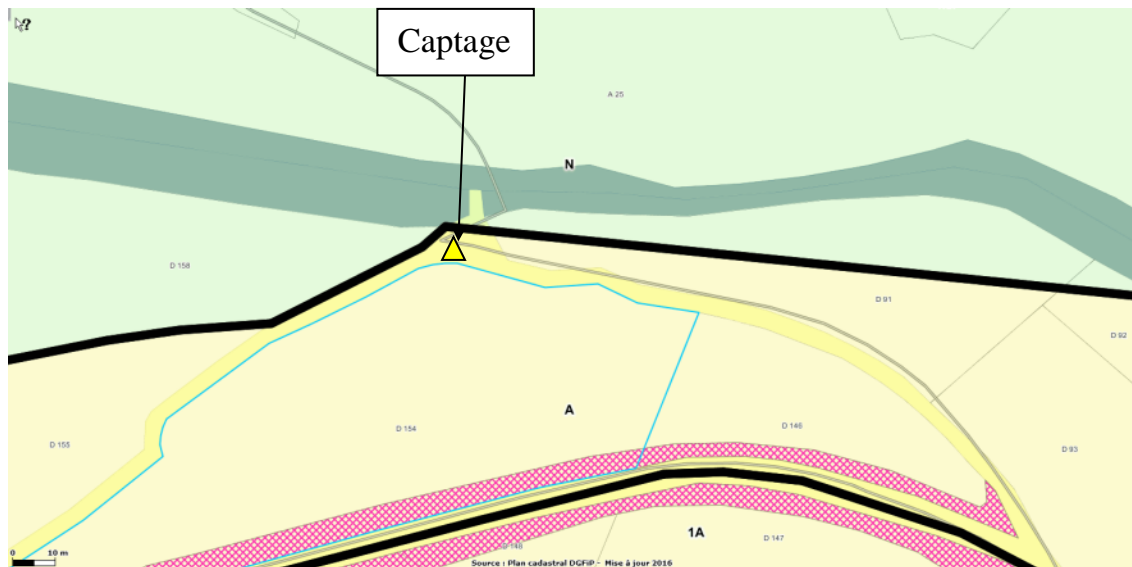 ?
Captage
A 25
N
D 158
D 91
D 92
A
D 154
D 146
D 155
D 93
1A
D 147
D 148
0 10 m
Source : Plan cadastral DGFiP - Mise à jour 2016